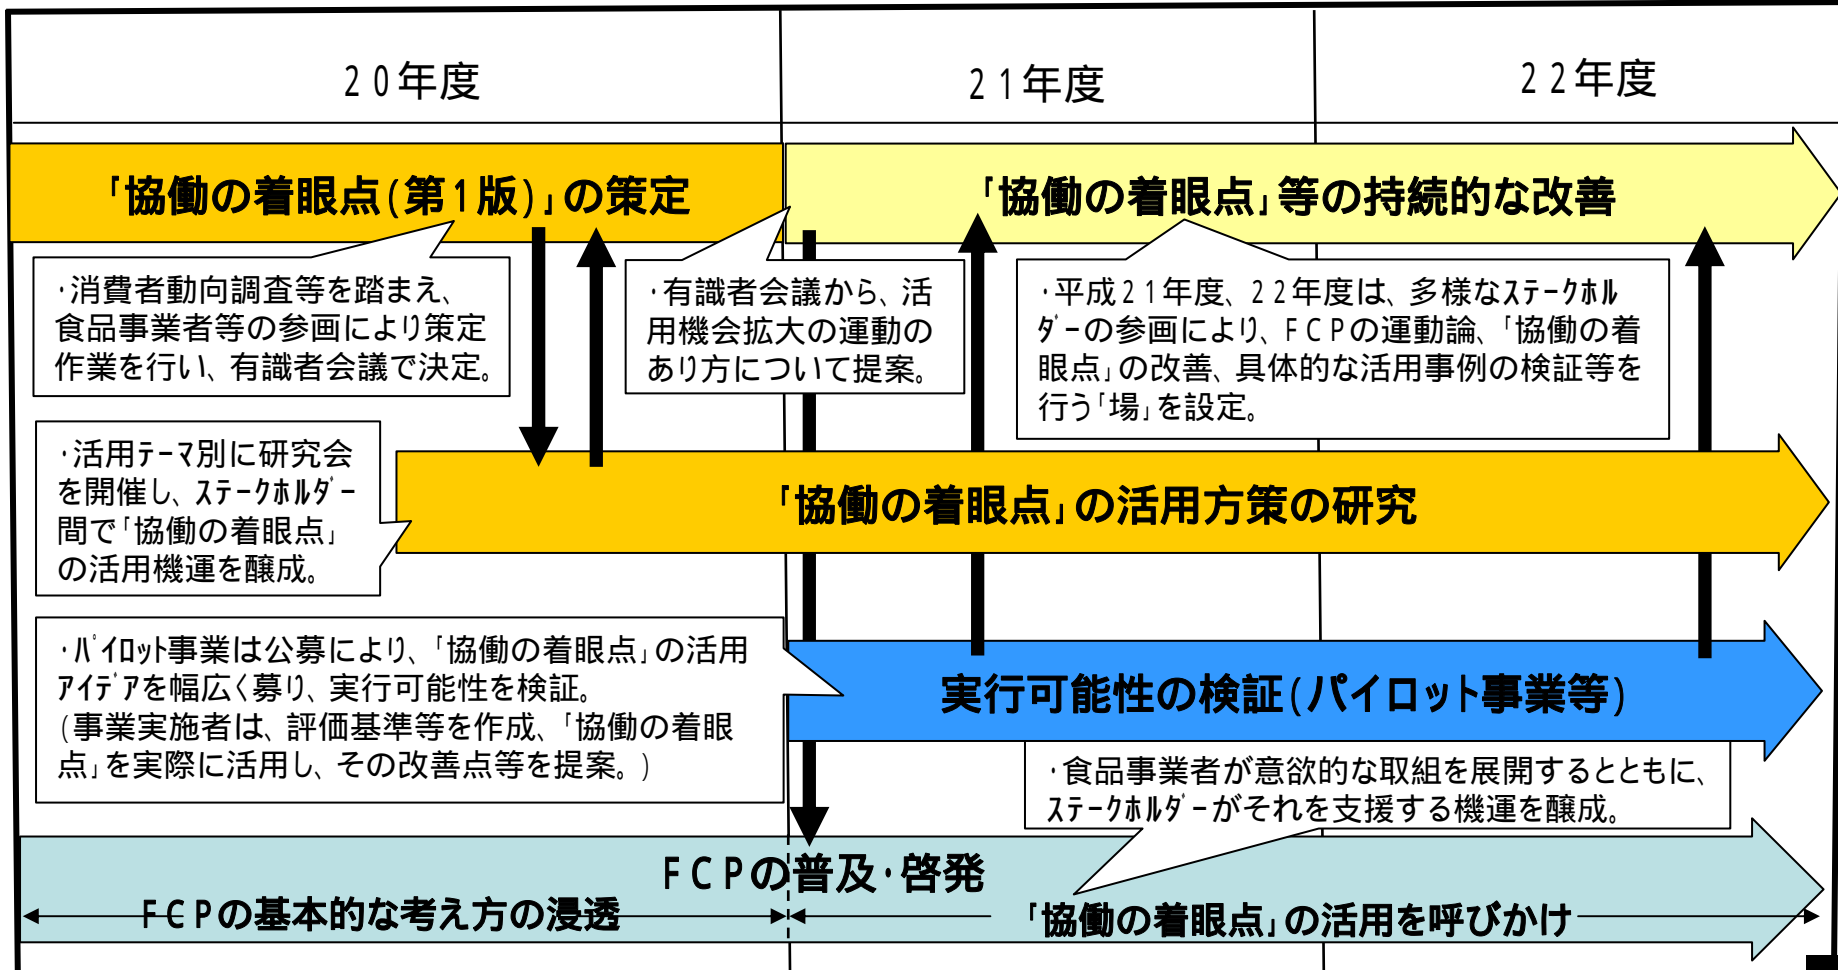 20年度
21年度
22年度
「協働の着眼点(第1版)」の策定
「協働の着眼点」等の持続的な改善
・消費者動向調査等を踏まえ、
食品事業者等の参画により策定
作業を行い、有識者会議で決定。
・有識者会議から、活
用機会拡大の運動の
あり方について提案。
・平成21年度、22年度は、多様なステークホル
ダーの参画により、FCPの運動論、「協働の着
眼点」の改善、具体的な活用事例の検証等を
行う「場」を設定。
・活用テーマ別に研究会
を開催し、ステークホルダー
間で「協働の着眼点」
の活用機運を醸成。
「協働の着眼点」の活用方策の研究
・パイロット事業は公募により、「協働の着眼点」の活用
アイデアを幅広く募り、実行可能性を検証。
(事業実施者は、評価基準等を作成、「協働の着眼
点」を実際に活用し、その改善点等を提案。)
実行可能性の検証(パイロット事業等)
・食品事業者が意欲的な取組を展開するとともに、
ステークホルダーがそれを支援する機運を醸成。
FCPの普及・啓発
FCPの基本的な考え方の浸透
「協働の着眼点」の活用を呼びかけ